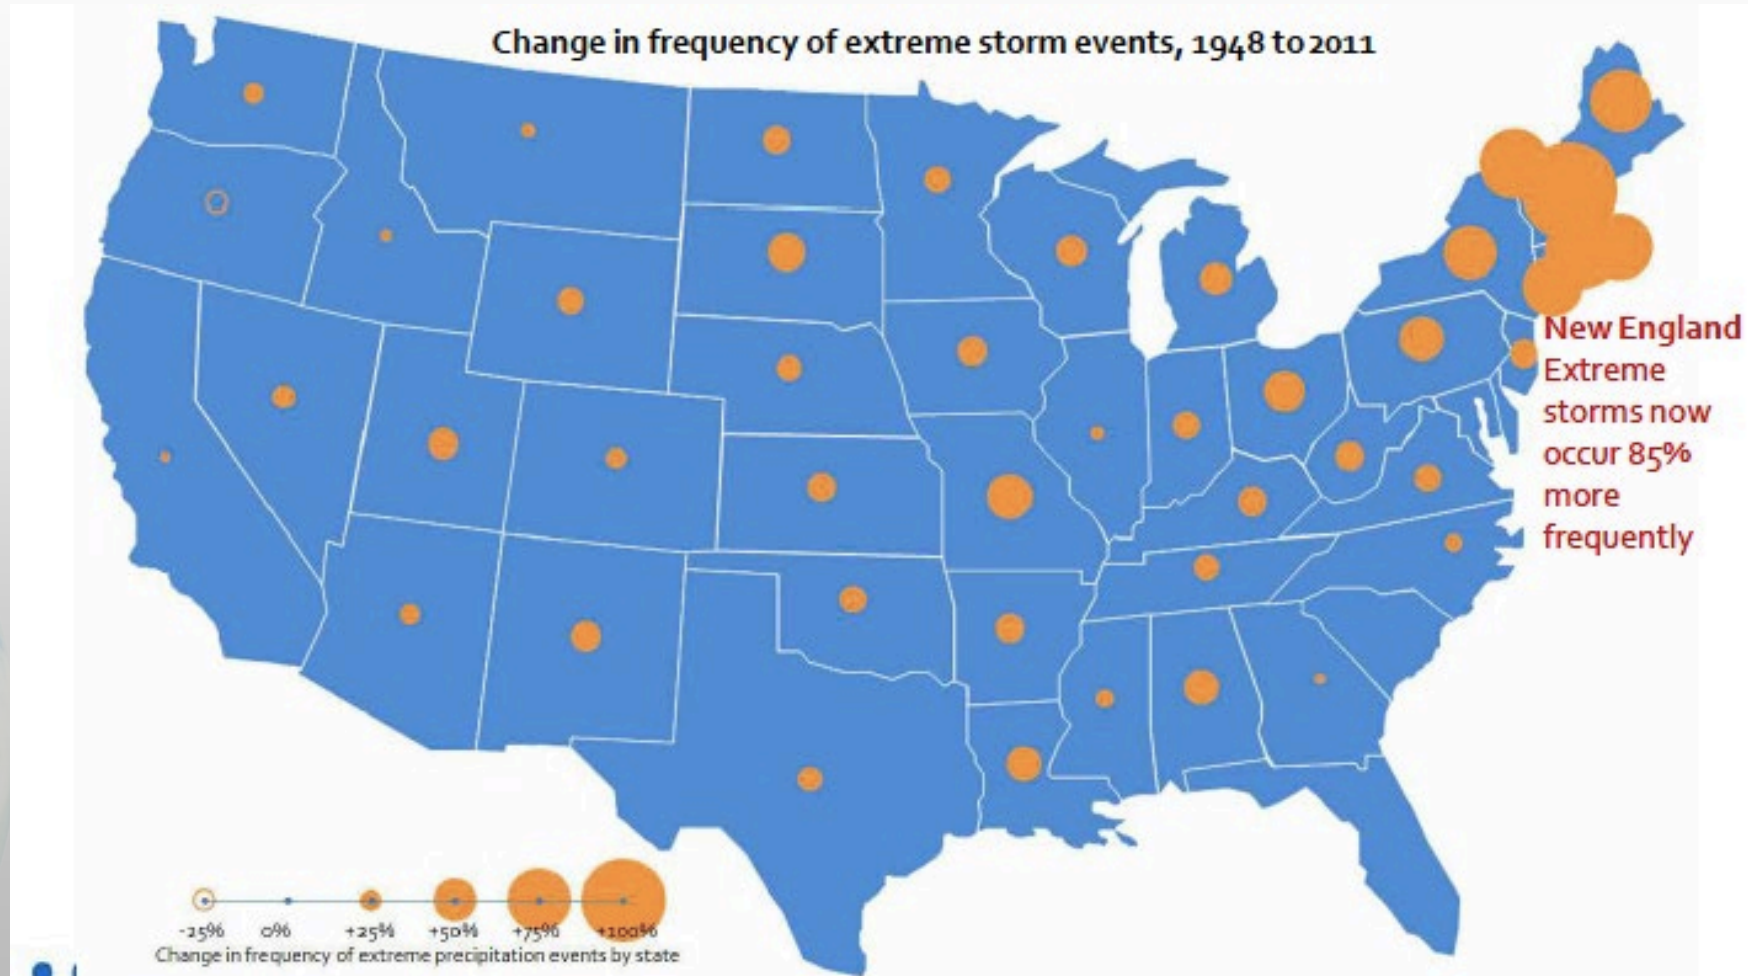 Change in frequency of extreme storm events, 1948 to 2011
New England
Extreme
storms now
occur 85%
more
frequently
-25% 0% +25% +50% +75% +100%
Change in frequency of extreme precipitation events by state